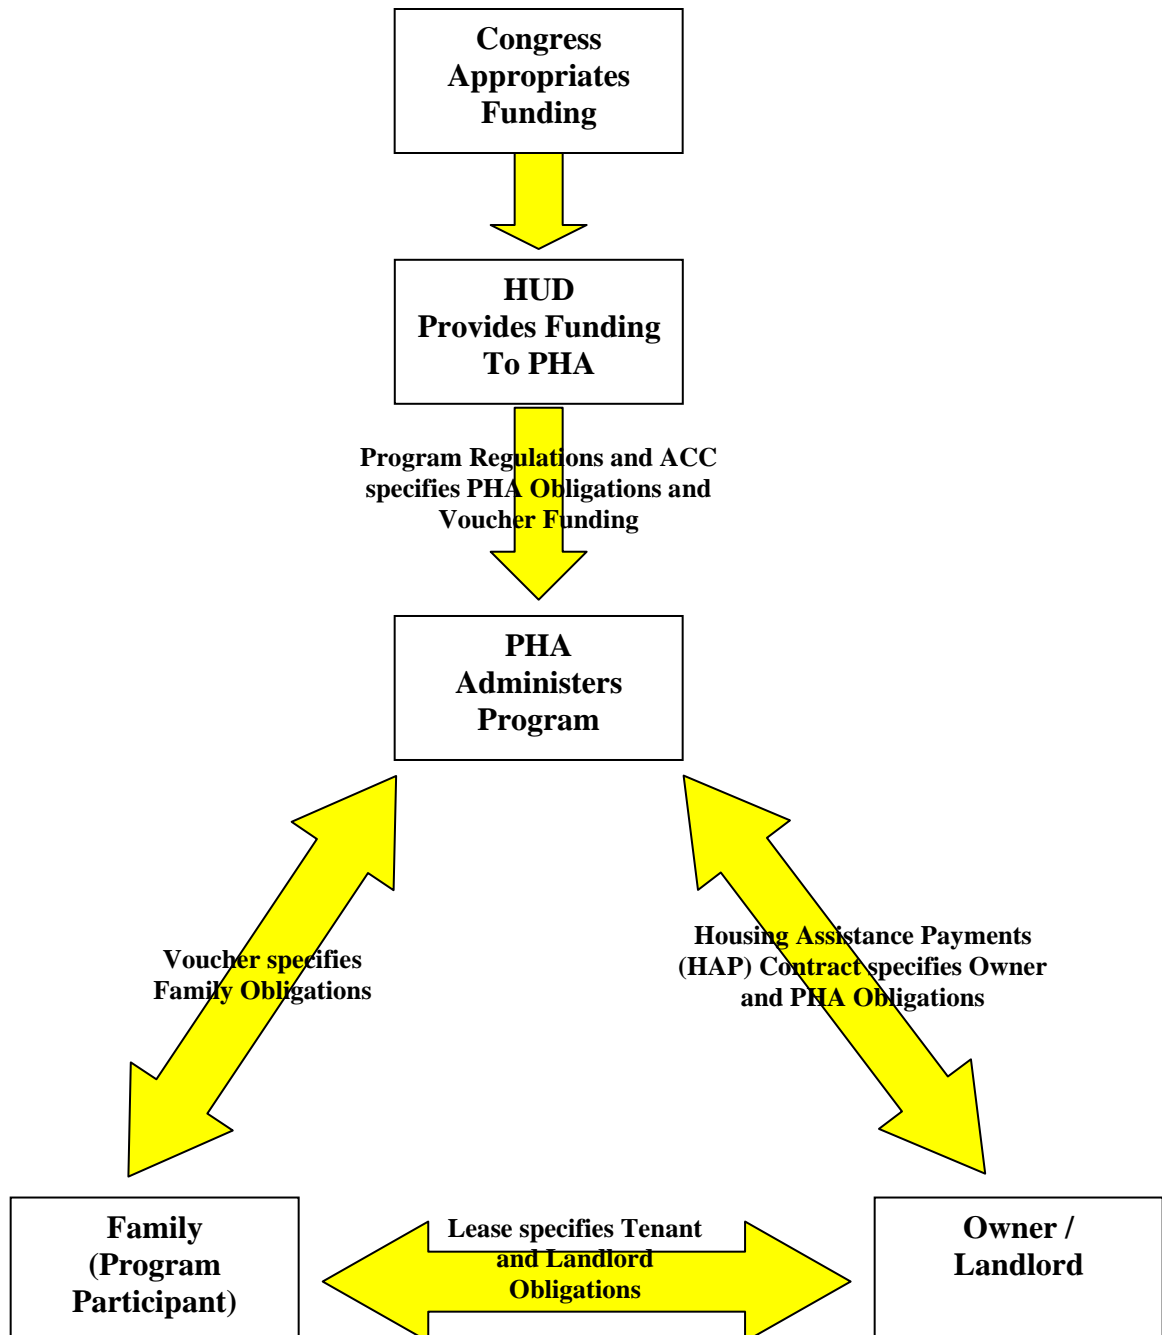 Congress
Appropriates
Funding
HUD
Provides Funding
To PHA
Program Regulations and ACC
specifies PHA Obligations and
Voucher Funding
PHA
Administers
Program
Voucher specifies
Family Obligations
Housing Assistance Payments
(HAP) Contract specifies Owner
and PHA Obligations
Family
(Program
Participant)
Lease specifies Tenant
and Landlord
Obligations
Owner /
Landlord